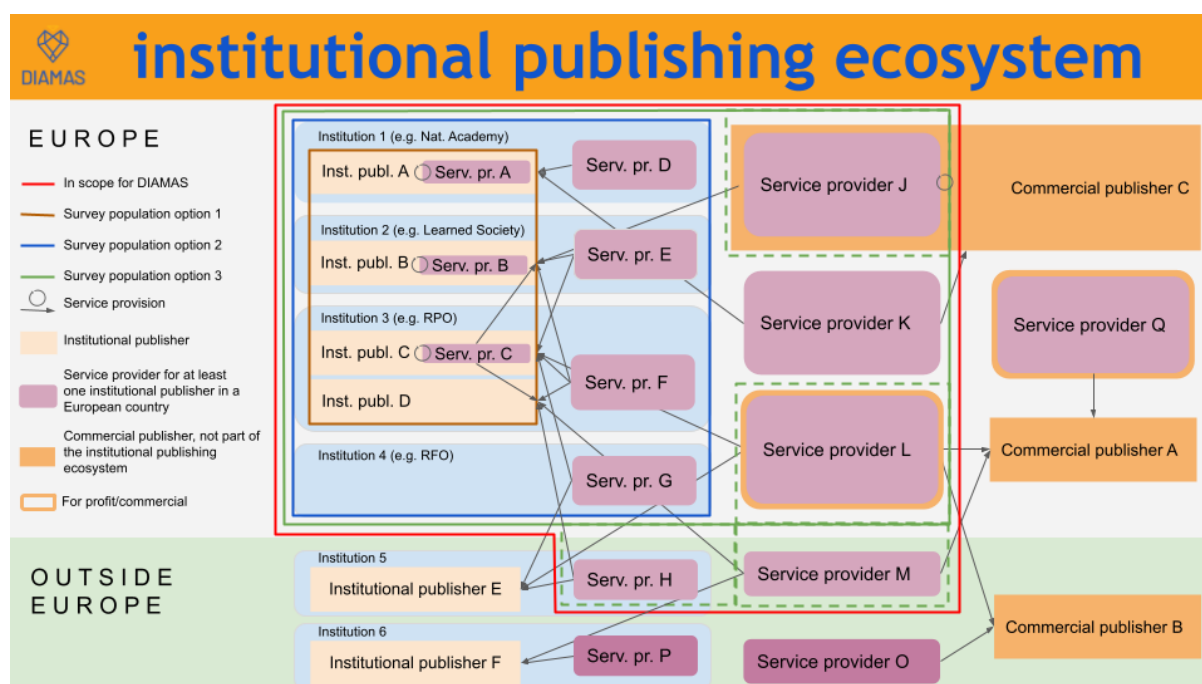 DIAMAS
institutional publishing ecosystem
EUROPE
In scope for DIAMAS
Survey population option 1
Survey population option 2
Survey population option 3
Service provision
Institutional publisher
Service provider for at least
one institutional publisher in a
European country
Commercial publisher, not part of
the institutional publishing
ecosystem
For profit/commercial
Institution 1 (e.g. Nat. Academy)
Inst. publ. A
Serv. pr. A
Serv. pr. D
Institution 2 (e.g. Learned Society)
Inst. publ. B
Serv. pr. B
Serv. pr. E
Institution 3 (e.g. RPO)
Inst. publ. C
Serv. pr. C
Inst. publ. D
Serv. pr. F
Institution 4 (e.g. RFO)
Serv. pr. G
Service provider J
Commercial publisher C
Service provider K
Service provider Q
Service provider L
Commercial publisher A
OUTSIDE
EUROPE
Institution 5
Institutional publisher E
Serv. pr. H
Service provider M
Institution 6
Institutional publisher F
Serv. pr. P
Service provider O
Commercial publisher B